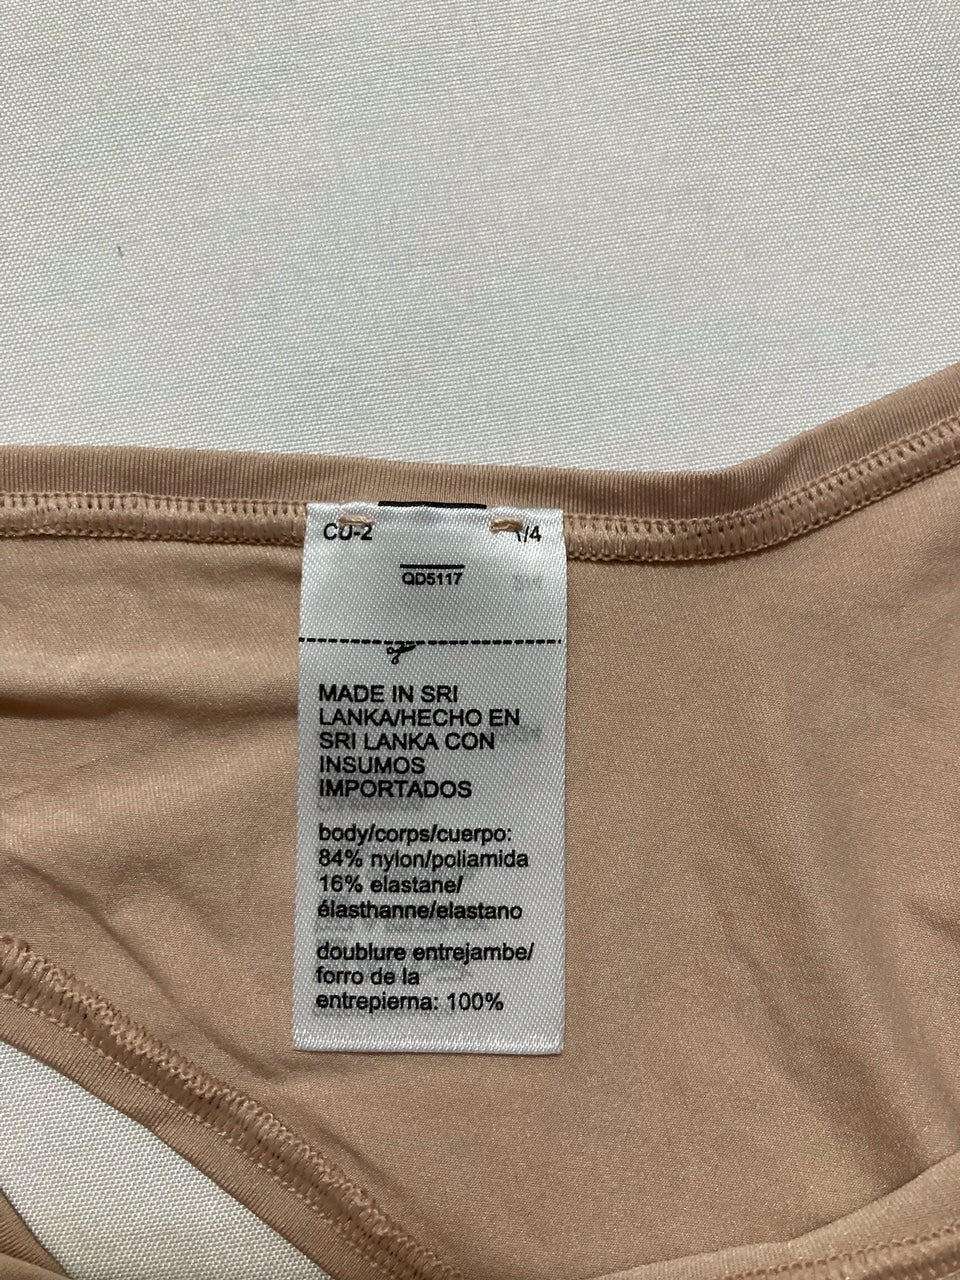 CU-2 1/4
QD5117
MADE IN SRI
LANKA/HECHO EN
SRI LANKA CON
INSUMOS
IMPORTADOS
body/corps/cuerpo:
84% nylon/poliamida
16% elastane/
élasthanne/elastano
doublure entrejambe/
forro de la
entrepierna: 100%